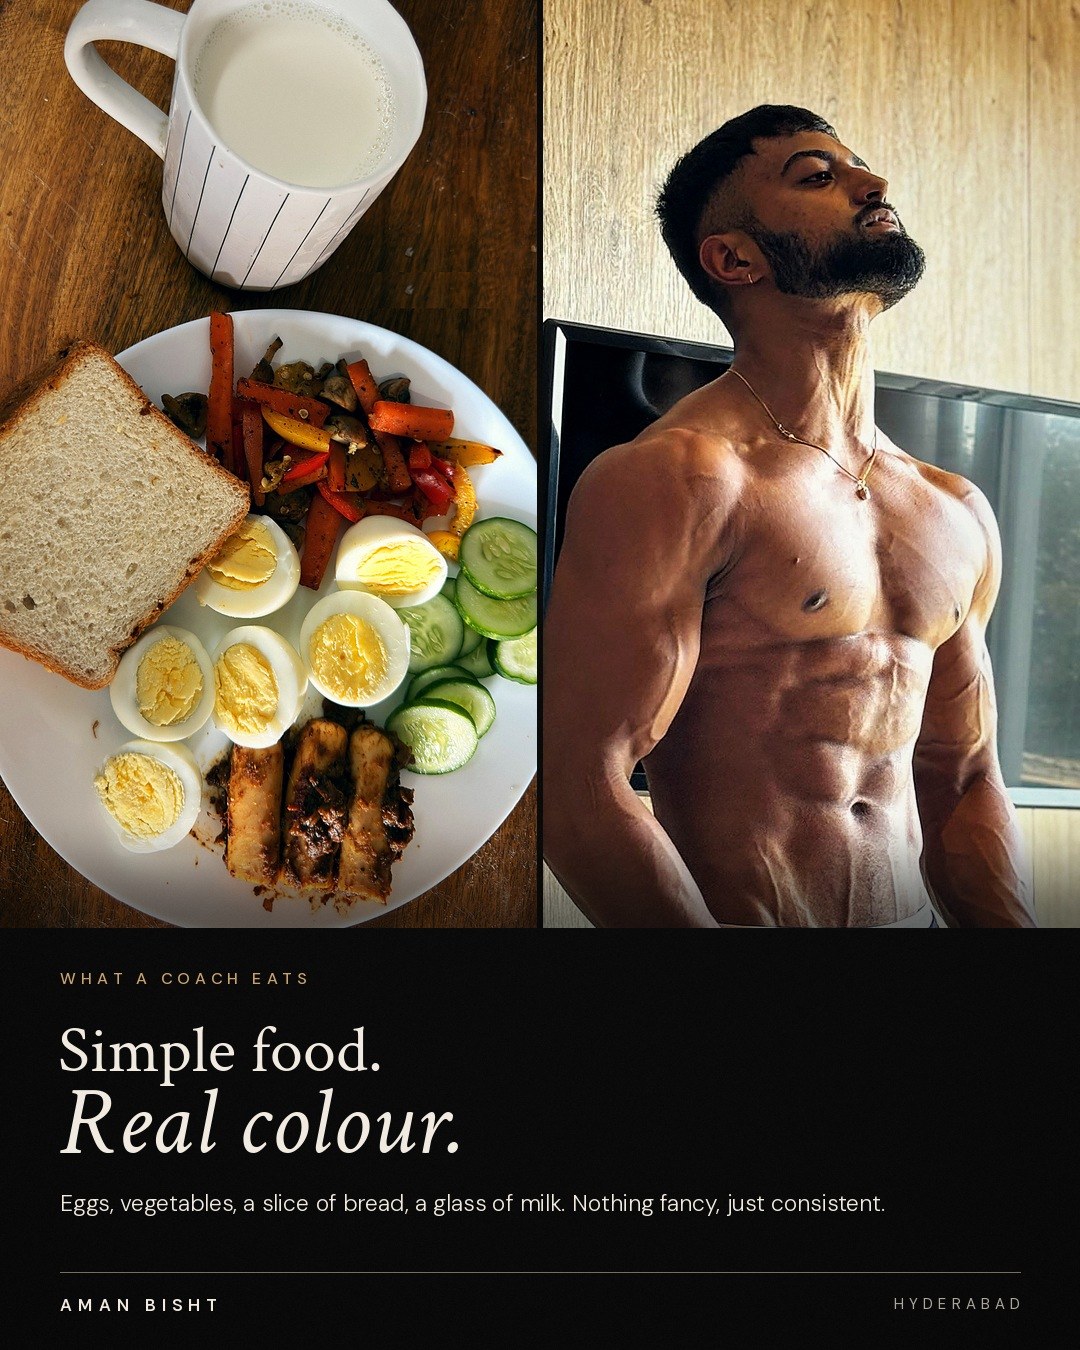 WHAT A COACH EATS
Simple food.
Real colour.
Eggs, vegetables, a slice of bread, a glass of milk. Nothing fancy, just consistent.
AMAN BISHT
HYDERABAD